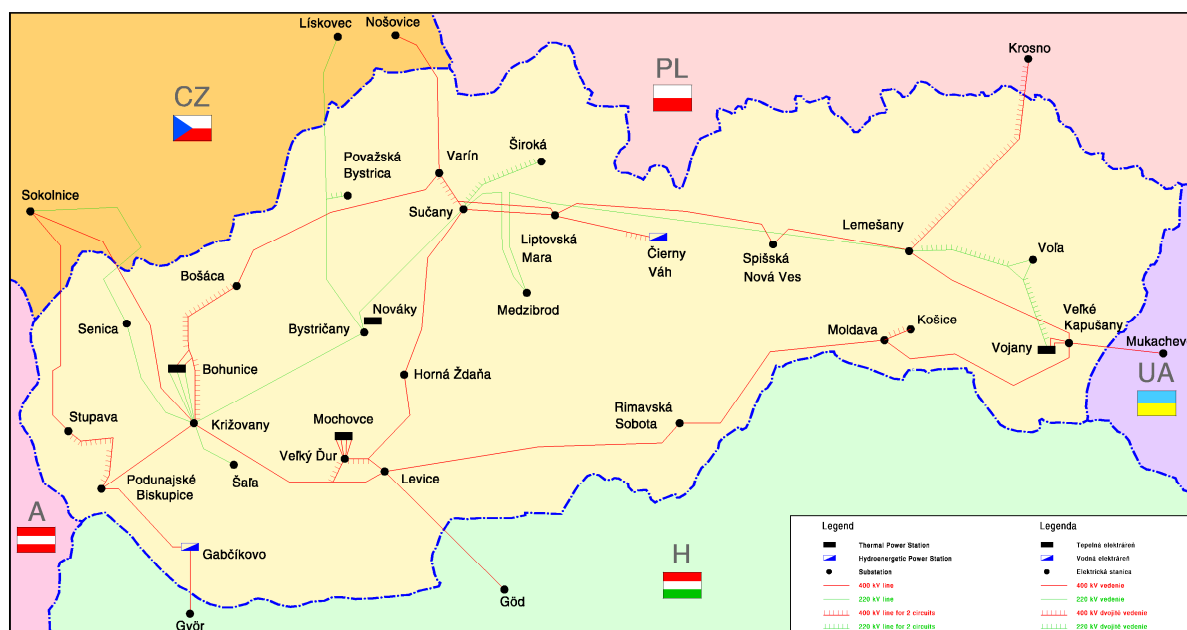 Lískovec
Nošovice
Krosno
CZ
PL
Široká
Považská
Bystrica
Varín
Sokolnice
Sučany
Lemešany
Voľa
Liptovská
Mara
Čierny
Váh
Spišská
Nová Ves
Bošáca
Medzibrod
Nováky
Bystričany
Senica
Košice
Moldava
Veľké
Kapušany
Vojany
Mukachevo
UA
Bohunice
Horná Ždaňa
Rimavská
Sobota
Stupava
Križovany
Mochovce
Veľký Ďur
Levice
Šaľa
Podunajské
Biskupice
A
Gabčíkovo
H
Göd
Györ
Legend
Thermal Power Station
Hydroenergetic Power Station
Substation
400 kV line
220 kV line
400 kV line for 2 circuits
220 kV line for 2 circuits
Legenda
Tepelná elektráreň
Vodná elektráreň
Elektrická stanica
400 kV vedenie
220 kV vedenie
400 kV dvojité vedenie
220 kV dvojité vedenie